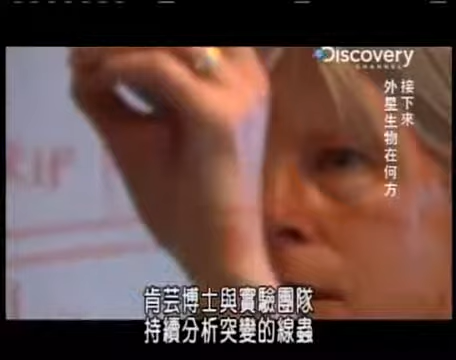 Discovery
CHANNEL
接下來
外星生物在何方
肯芸博士與實驗團隊
持續分析突變的線蟲